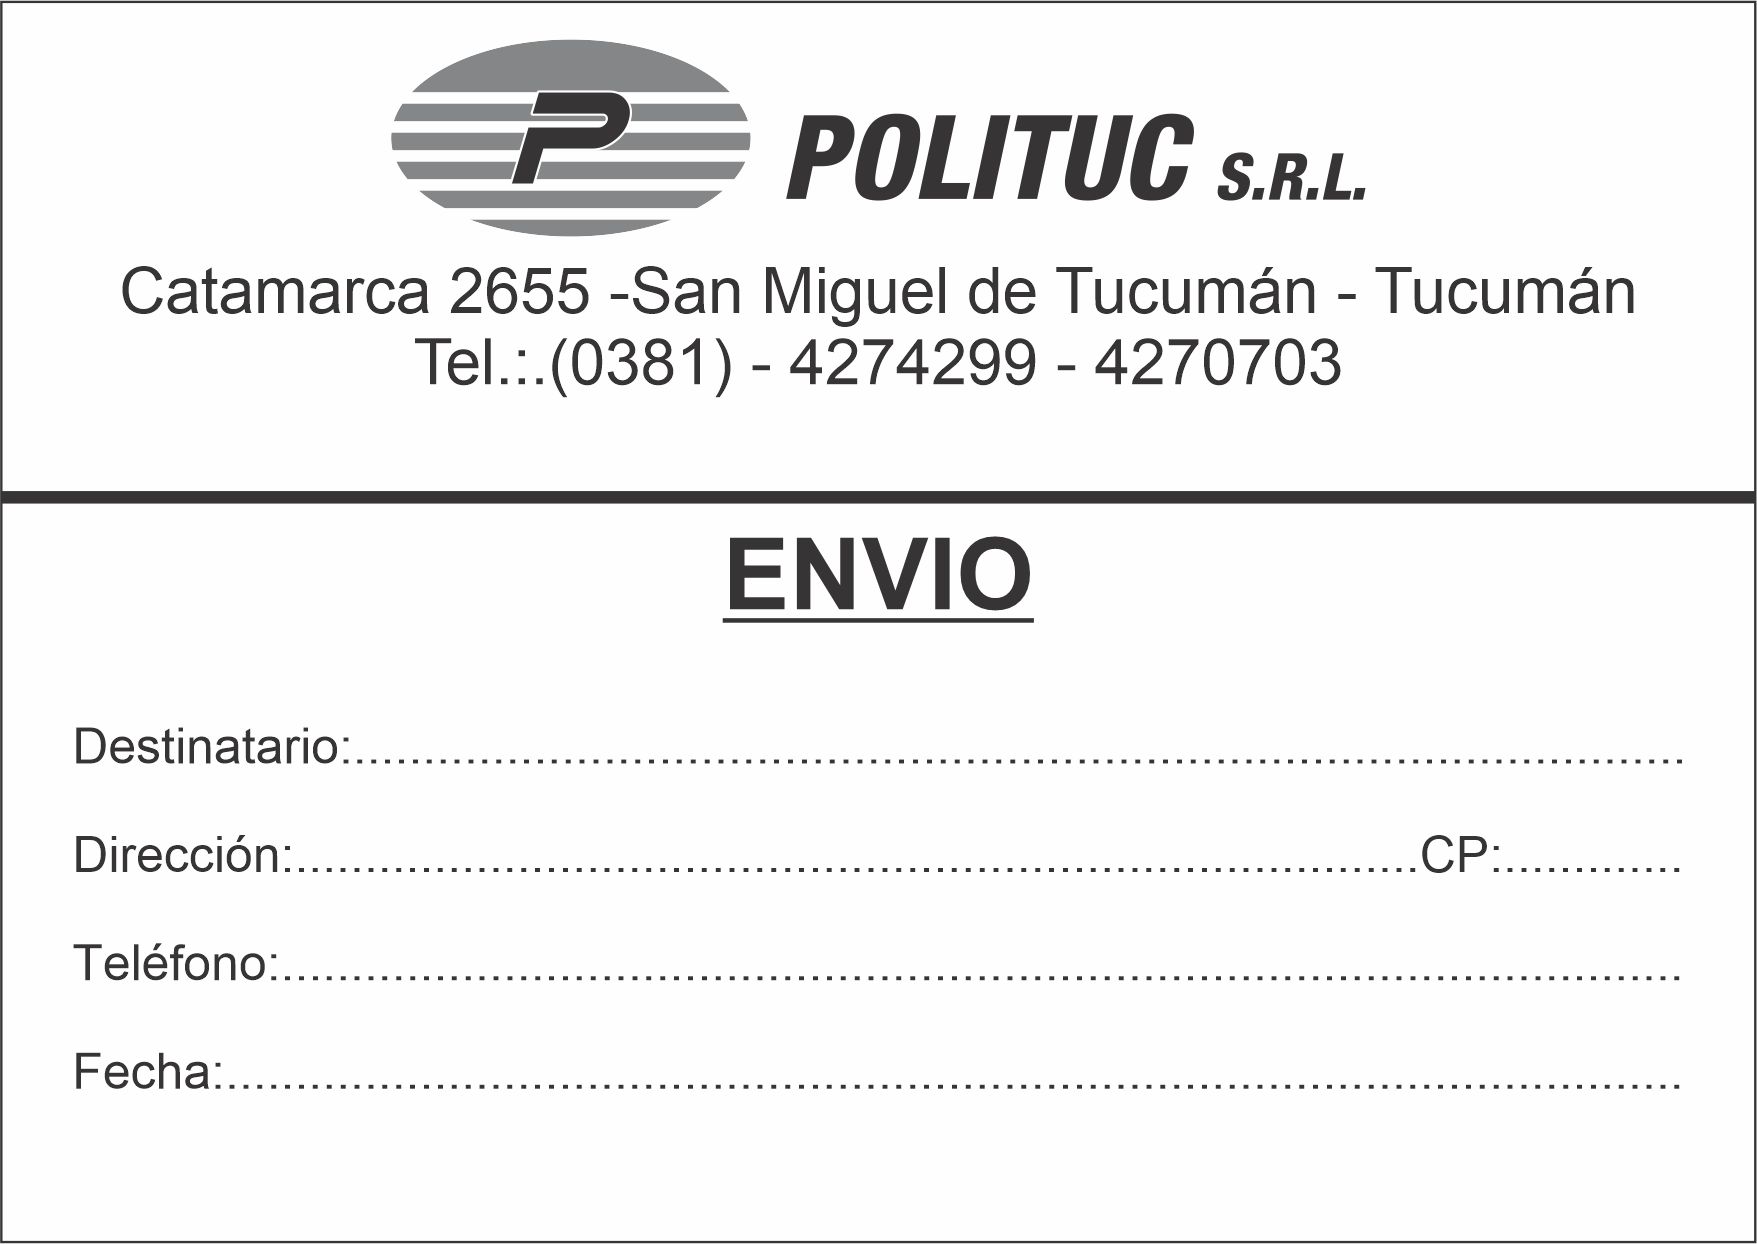 P POLITUC S.R.L.
Catamarca 2655 -San Miguel de Tucumán - Tucumán
Tel.:.(0381) - 4274299 - 4270703
ENVIO
Destinatario:................................................................................................
Dirección:.................................................................................CP:.............
Teléfono:.....................................................................................................
Fecha:.........................................................................................................